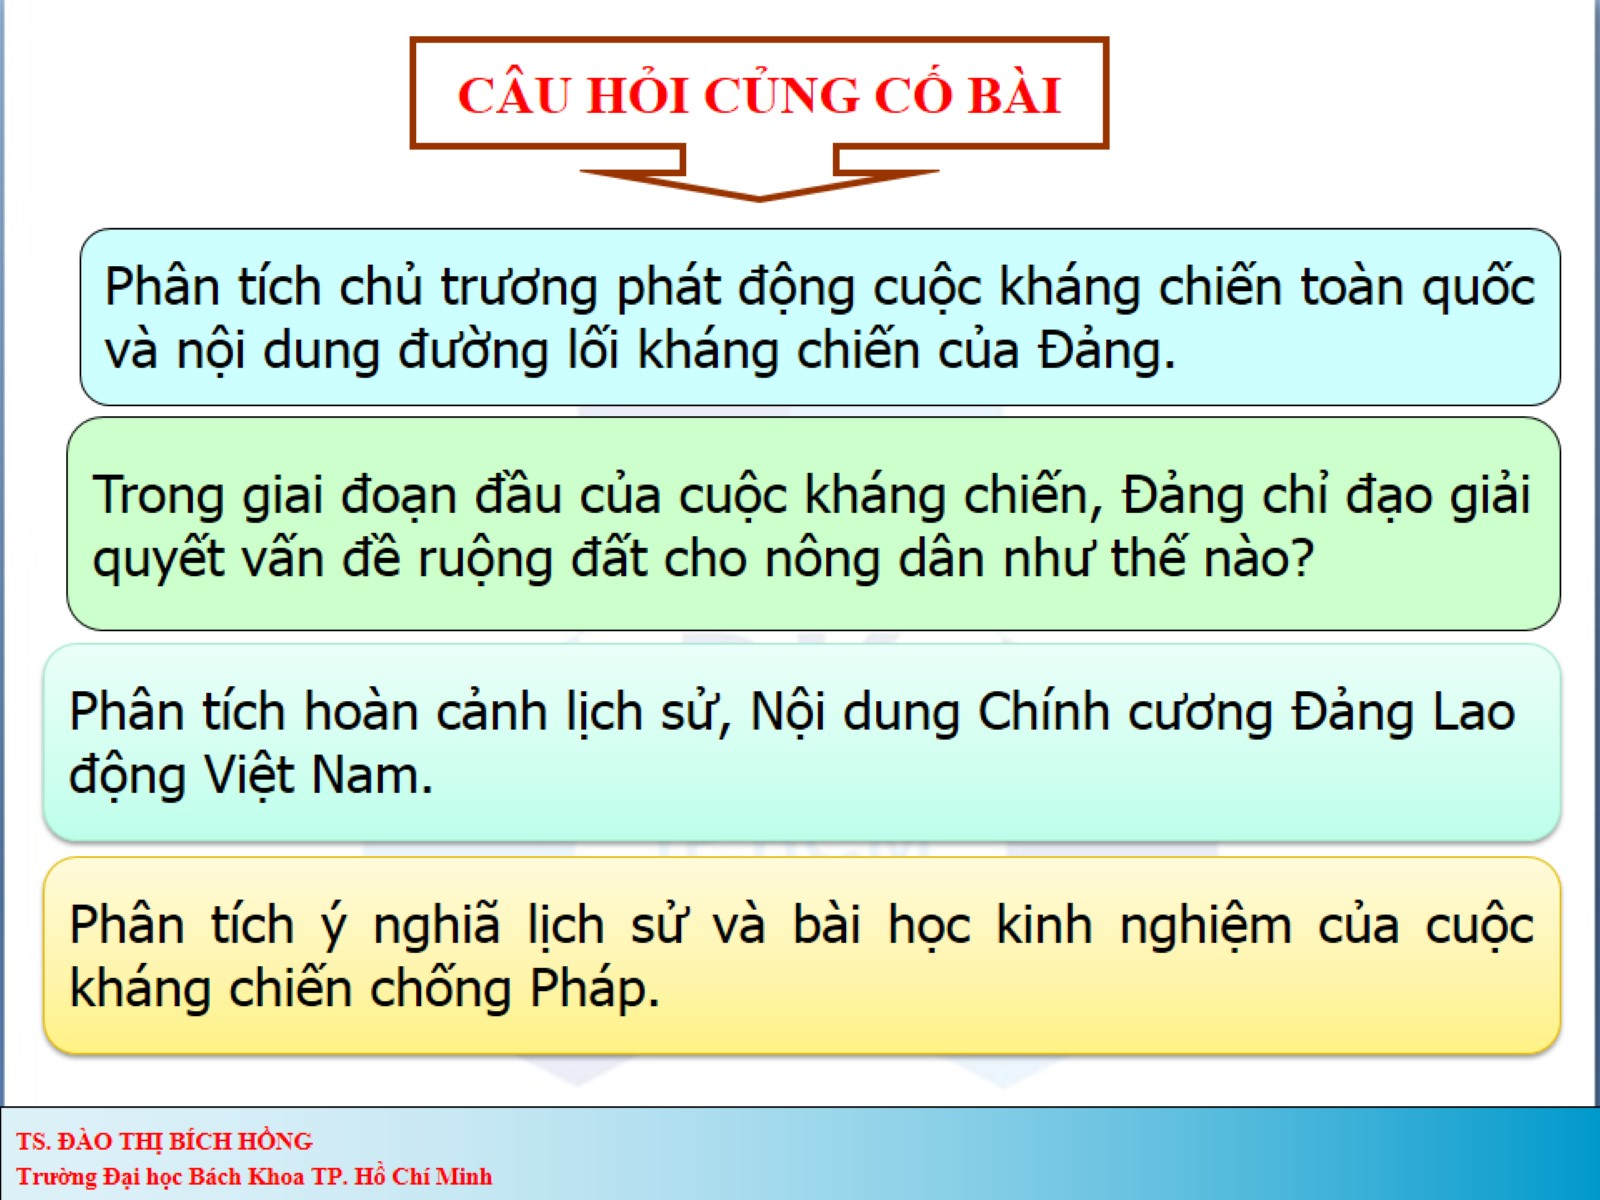 CÂU HỎI CỦNG CỐ BÀI
Phân tích chủ trương phát động cuộc kháng chiến toàn quốc
và nội dung đường lối kháng chiến của Đảng.
Trong giai đoạn đầu của cuộc kháng chiến, Đảng chỉ đạo giải
quyết vấn đề ruộng đất cho nông dân như thế nào?
Phân tích hoàn cảnh lịch sử, Nội dung Chính cương Đảng Lao
động Việt Nam.
Phân tích ý nghiã lịch sử và bài học kinh nghiệm của cuộc
kháng chiến chống Pháp.
TS. ĐÀO THỊ BÍCH HỒNG
Trường Đại học Bách Khoa TP. Hồ Chí Minh